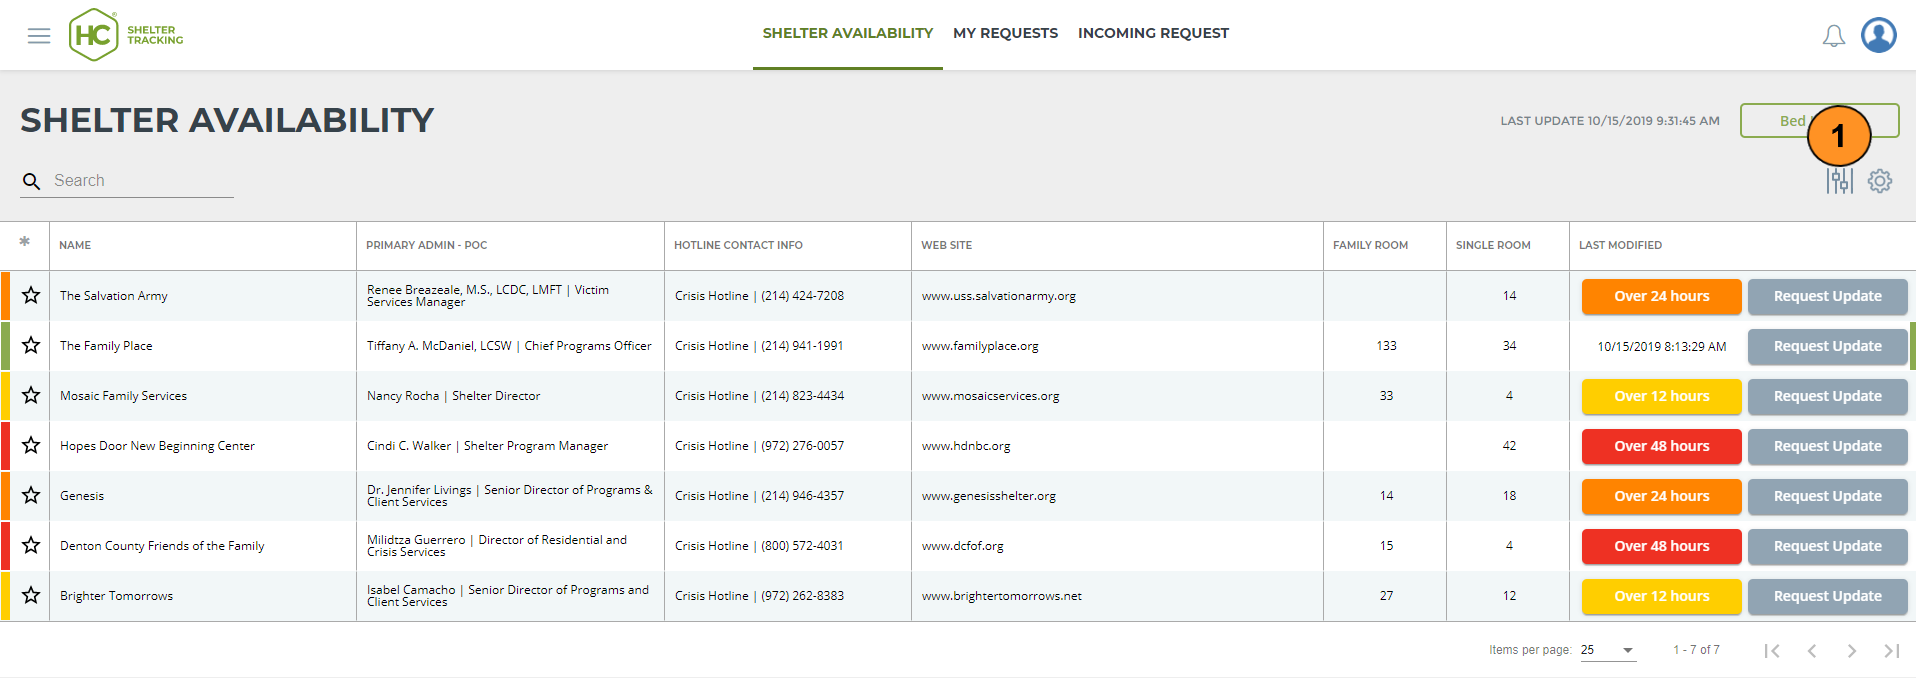 HC® SHELTER
TRACKING
SHELTER AVAILABILITY MY REQUESTS INCOMING REQUEST
SHELTER AVAILABILITY
LAST UPDATE 10/15/2019 9:31:45 AM
Bed
1
Search
* NAME PRIMARY ADMIN - POC HOTLINE CONTACT INFO WEB SITE FAMILY ROOM SINGLE ROOM LAST MODIFIED
The Salvation Army
Renee Breazeale, M.S., LCDC, LMFT | Victim
Services Manager
Crisis Hotline | (214) 424-7208 www.uss.salvationarmy.org 14 Over 24 hours Request Update
The Family Place Tiffany A. McDaniel, LCSW | Chief Programs Officer Crisis Hotline | (214) 941-1991 www.familyplace.org 133 34 10/15/2019 8:13:29 AM Request Update
Mosaic Family Services Nancy Rocha | Shelter Director Crisis Hotline | (214) 823-4434 www.mosaicservices.org 33 4 Over 12 hours Request Update
Hopes Door New Beginning Center Cindi C. Walker | Shelter Program Manager Crisis Hotline | (972) 276-0057 www.hdnbc.org 42 Over 48 hours Request Update
Genesis
Dr. Jennifer Livings | Senior Director of Programs &
Client Services
Crisis Hotline | (214) 946-4357 www.genesisshelter.org 14 18 Over 24 hours Request Update
Denton County Friends of the Family
Milidtza Guerrero | Director of Residential and
Crisis Services
Crisis Hotline | (800) 572-4031 www.dcfof.org 15 4 Over 48 hours Request Update
Brighter Tomorrows
Isabel Camacho | Senior Director of Programs and
Client Services
Crisis Hotline | (972) 262-8383 www.brightertomorrows.net 27 12 Over 12 hours Request Update
Items per page: 25 1 - 7 of 7